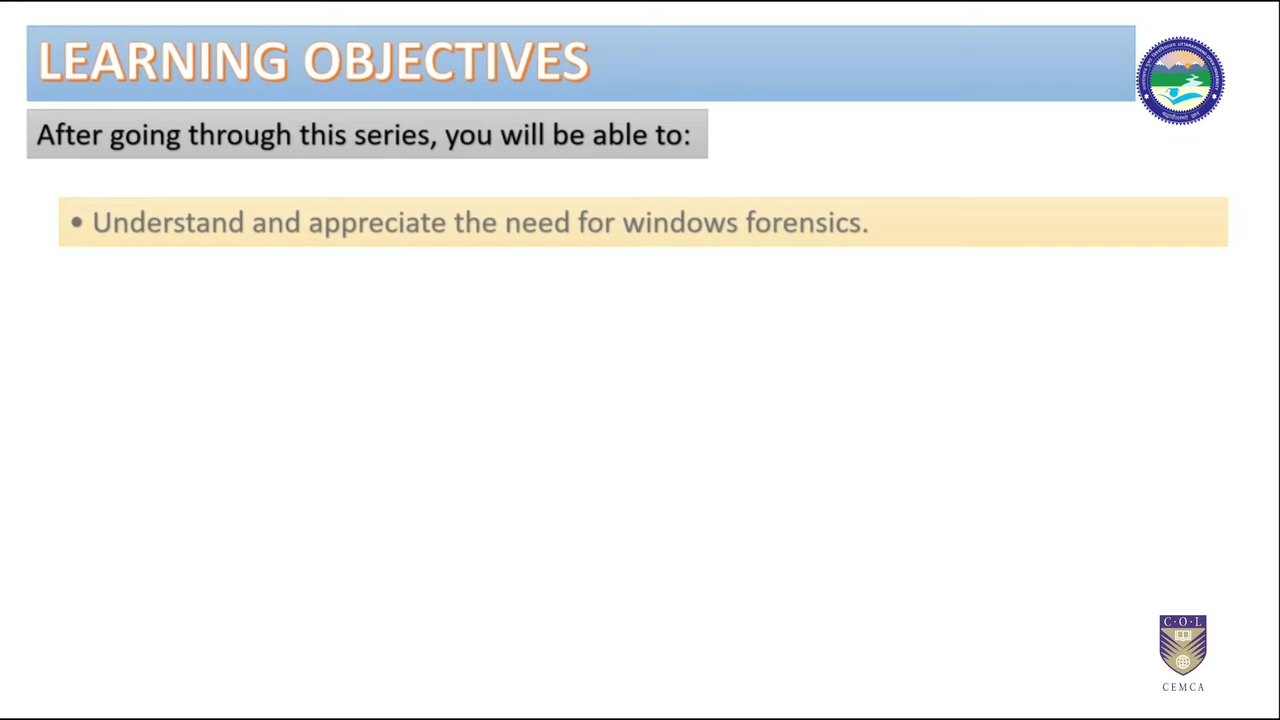 LEARNING OBJECTIVES
After going through this series, you will be able to:
• Understand and appreciate the need for windows forensics.
C·O·L
CEMCA